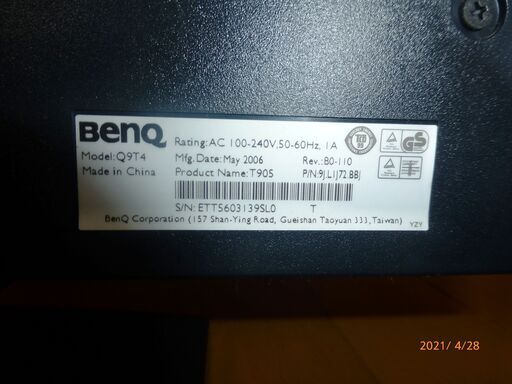 BenQ
Rating: AC 100-240V, 50-60Hz, 1A
Model: Q9T4
Mfg. Date: May 2006
Rev.: B0-110
Made in China
Product Name: T905
P/N: 9J.L1J72.BBJ
S/N: ETT5603139SL0
T
BenQ Corporation (157 Shan-Ying Road, Gueishan Taoyuan 333, Taiwan)
YZY
2021/ 4/28